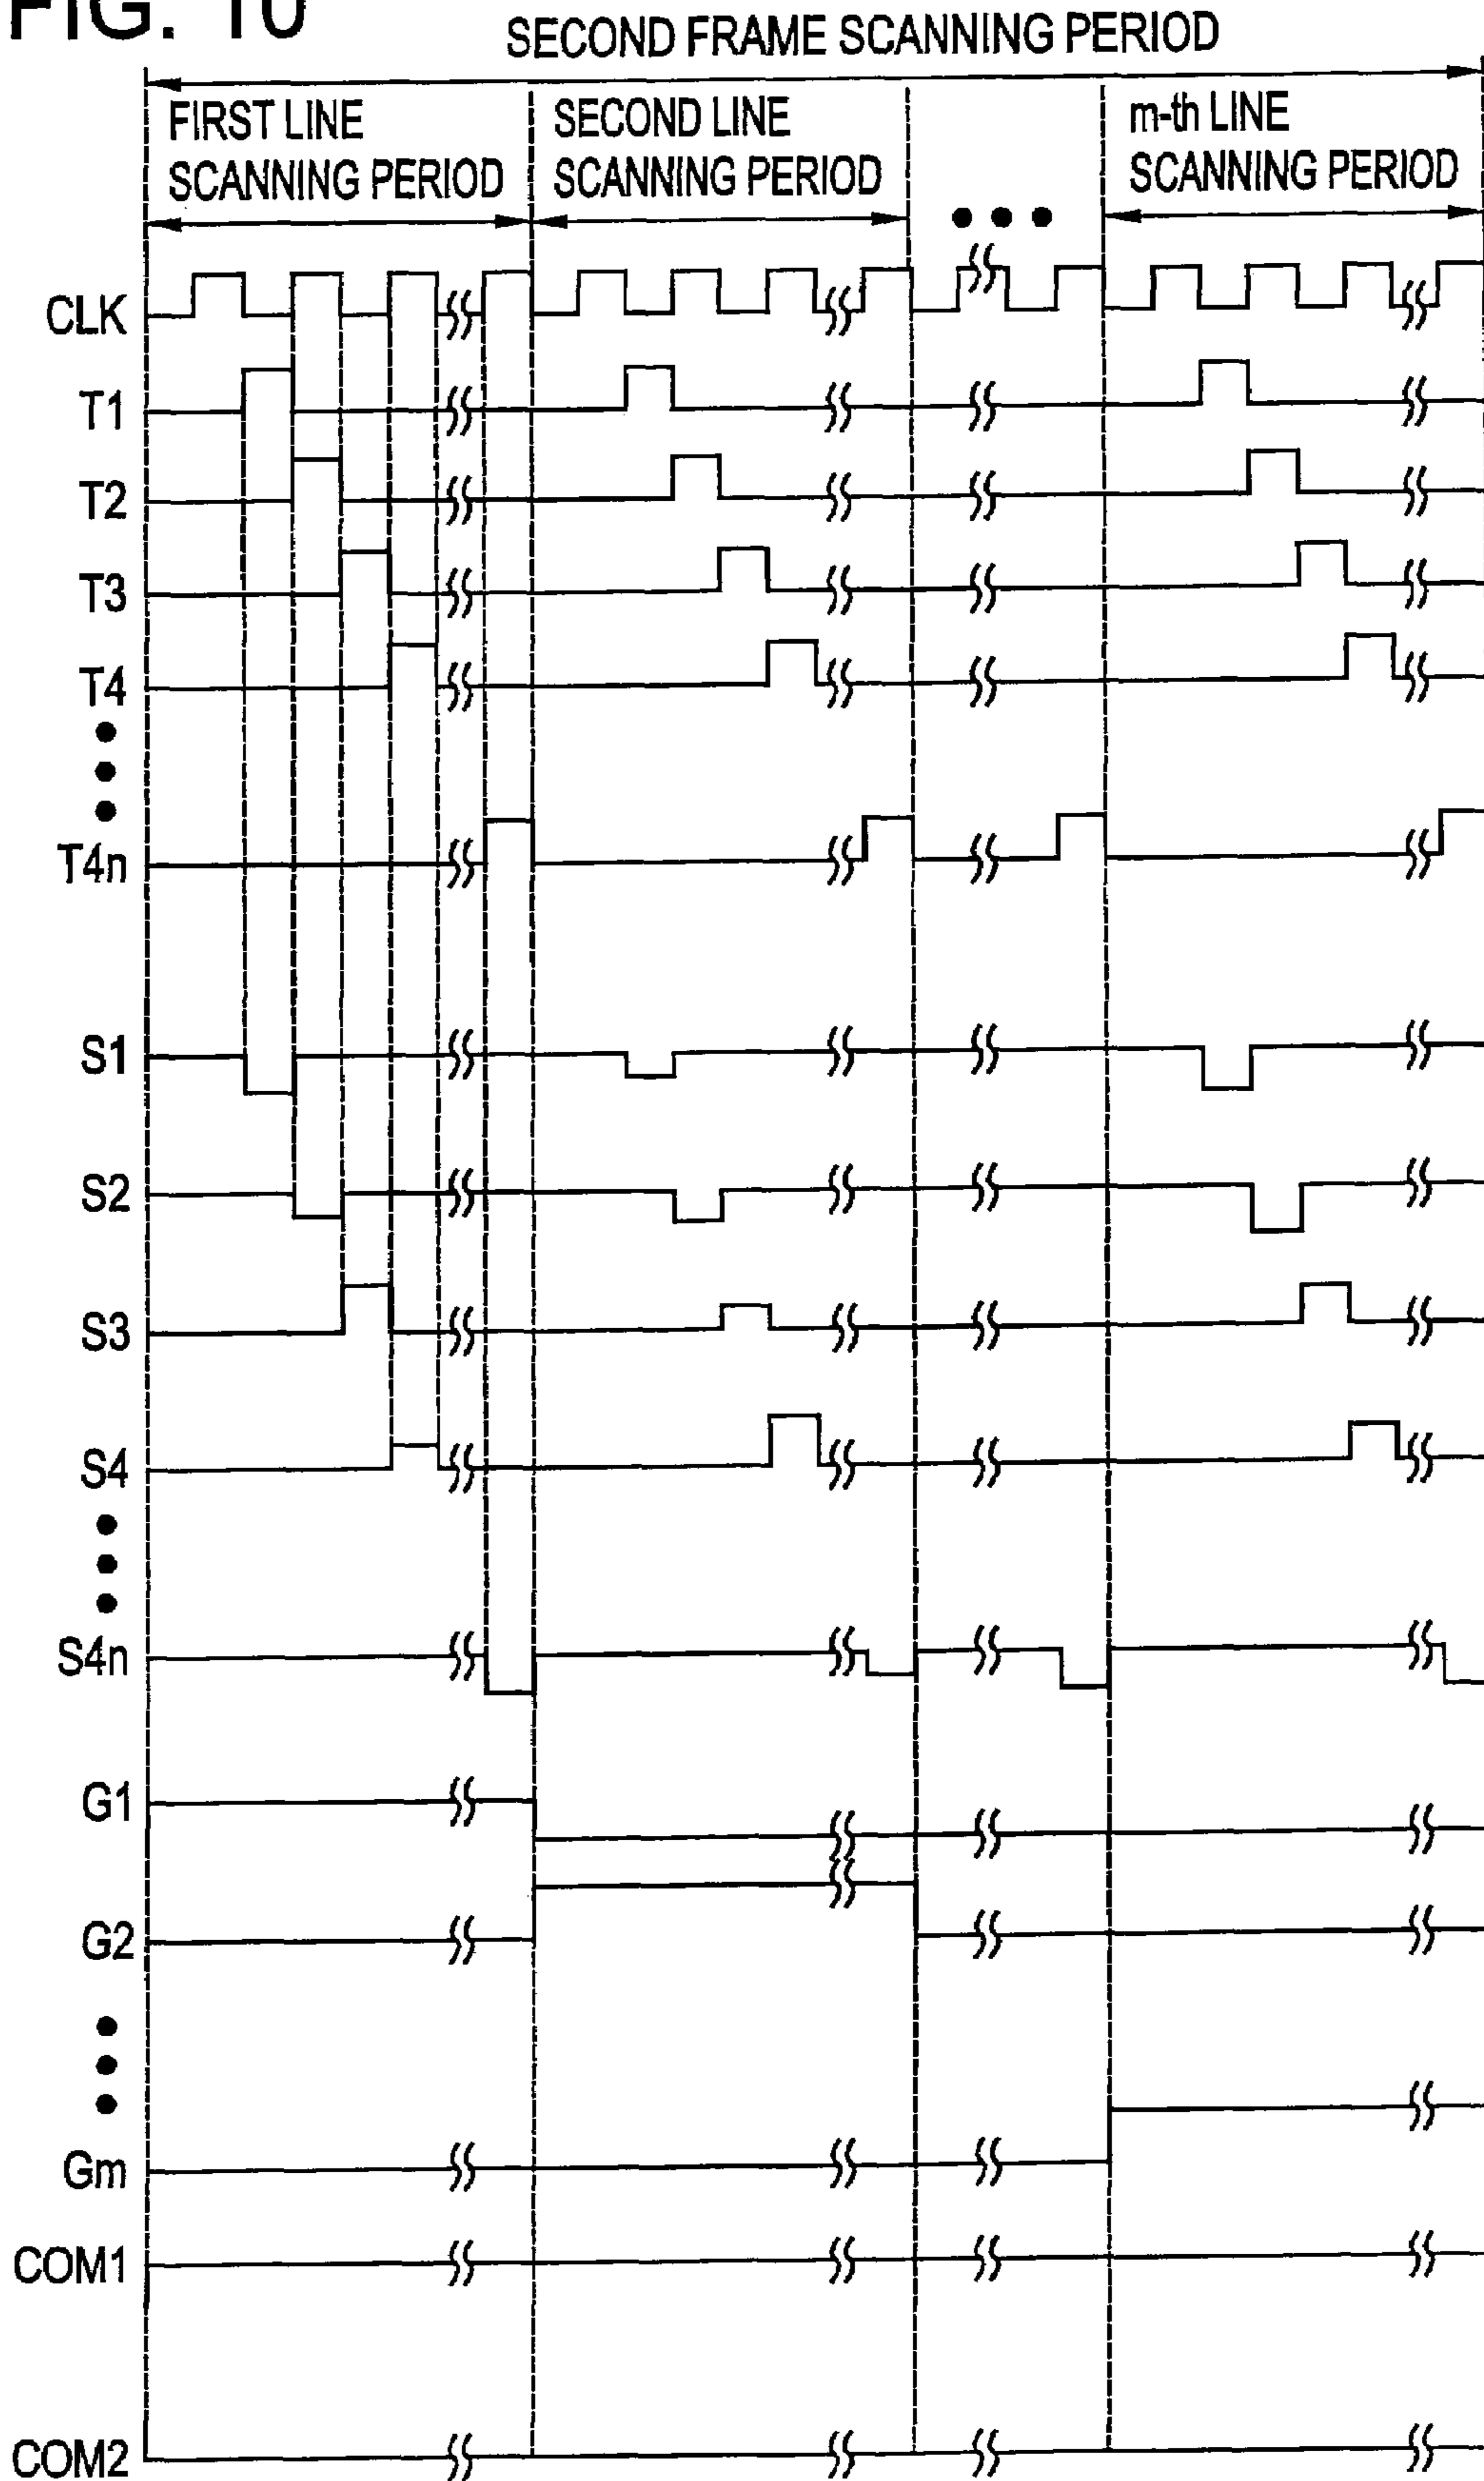 FIG. 10
SECOND FRAME SCANNING PERIOD
FIRST LINE
SCANNING PERIOD
SECOND LINE
SCANNING PERIOD
m-th LINE
SCANNING PERIOD
CLK
T1
T2
T3
T4
T4n
S1
S2
S3
S4
S4n
G1
G2
Gm
COM1
COM2